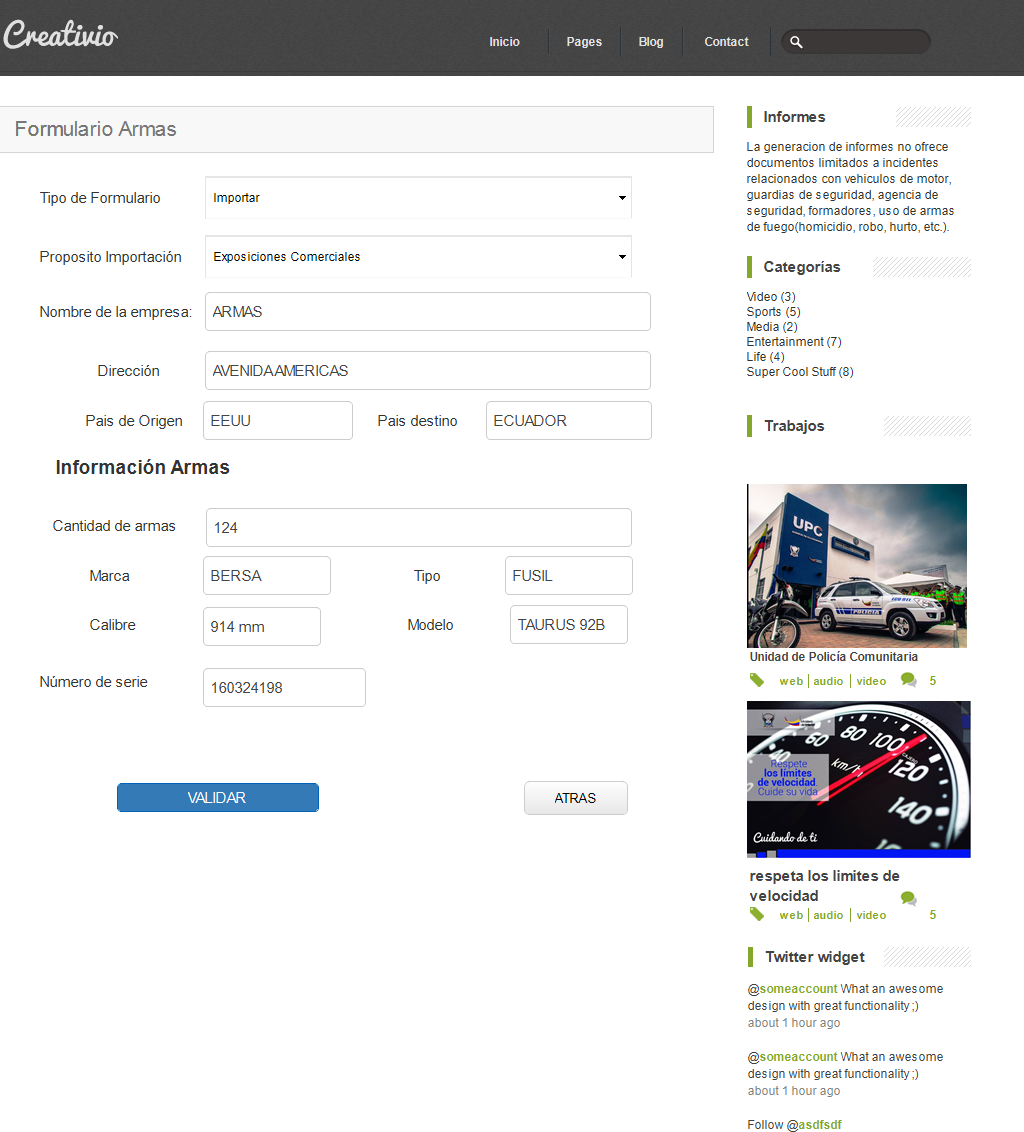 Creativio
Inicio Pages Blog Contact
Formulario Armas
Tipo de Formulario Importar
Proposito Importación Exposiciones Comerciales
Nombre de la empresa: ARMAS
Dirección AVENIDA AMERICAS
Pais de Origen EEUU Pais destino ECUADOR
Información Armas
Cantidad de armas 124
Marca BERSA Tipo FUSIL
Calibre 914 mm Modelo TAURUS 92B
Número de serie 160324198
VALIDAR ATRAS
Informes
La generacion de informes no ofrece
documentos limitados a incidentes
relacionados con vehiculos de motor,
guardias de seguridad, agencia de
seguridad, formadores, uso de armas
de fuego(homicidio, robo, hurto, etc.).
Categorías
Video (3)
Sports (5)
Media (2)
Entertainment (7)
Life (4)
Super Cool Stuff (8)
Trabajos
UPC
POLICIA
Unidad de Policía Comunitaria
web | audio | video 5
60 80 100 120 140
km/h
Respete
los límites
de velocidad.
Cuide su vida
Cuidando de ti
respeta los limites de
velocidad
web | audio | video 5
Twitter widget
@someaccount What an awesome
design with great functionality ;)
about 1 hour ago
@someaccount What an awesome
design with great functionality ;)
about 1 hour ago
Follow @asdfsdf